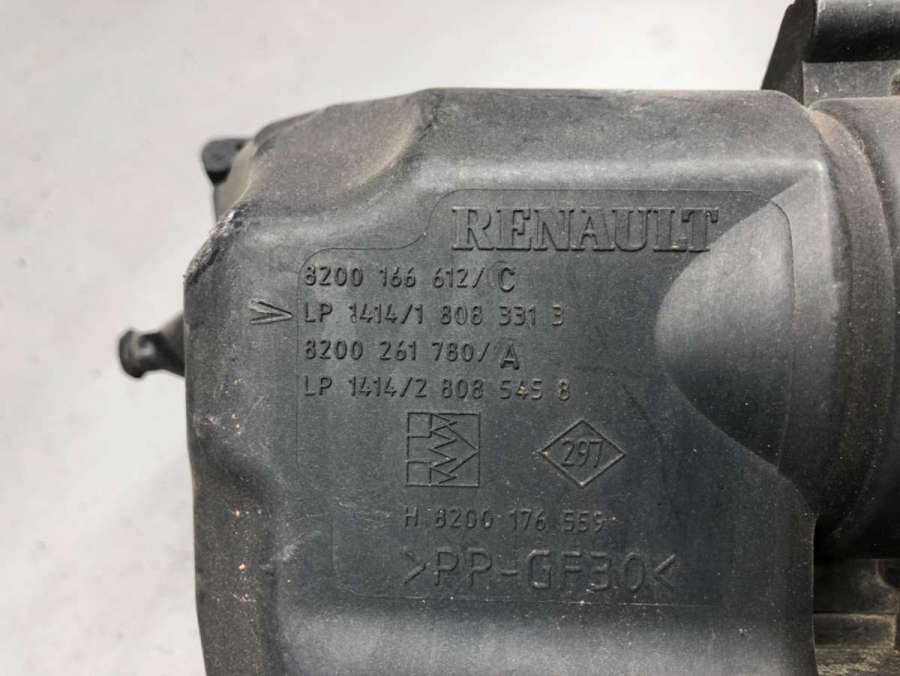 RENAULT
8200 166 612/ C
LP 1414/1 808 331 3
8200 261 780/ A
LP 1414/2 808 545 8
297
H 8200 176 559
>PP-GF30<